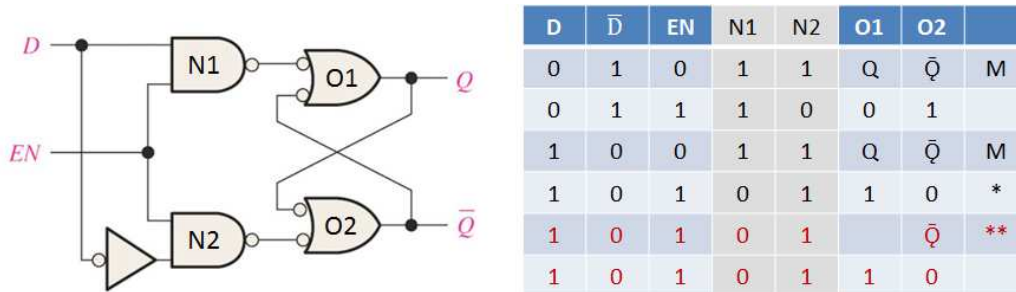 D
N1
O1
Q
EN
N2
O2
Q̅
D D̅ EN N1 N2 O1 O2
0 1 0 1 1 Q Q̅ M
0 1 1 1 0 0 1
1 0 0 1 1 Q Q̅ M
1 0 1 0 1 1 0 *
1 0 1 0 1 Q̅ **
1 0 1 0 1 1 0